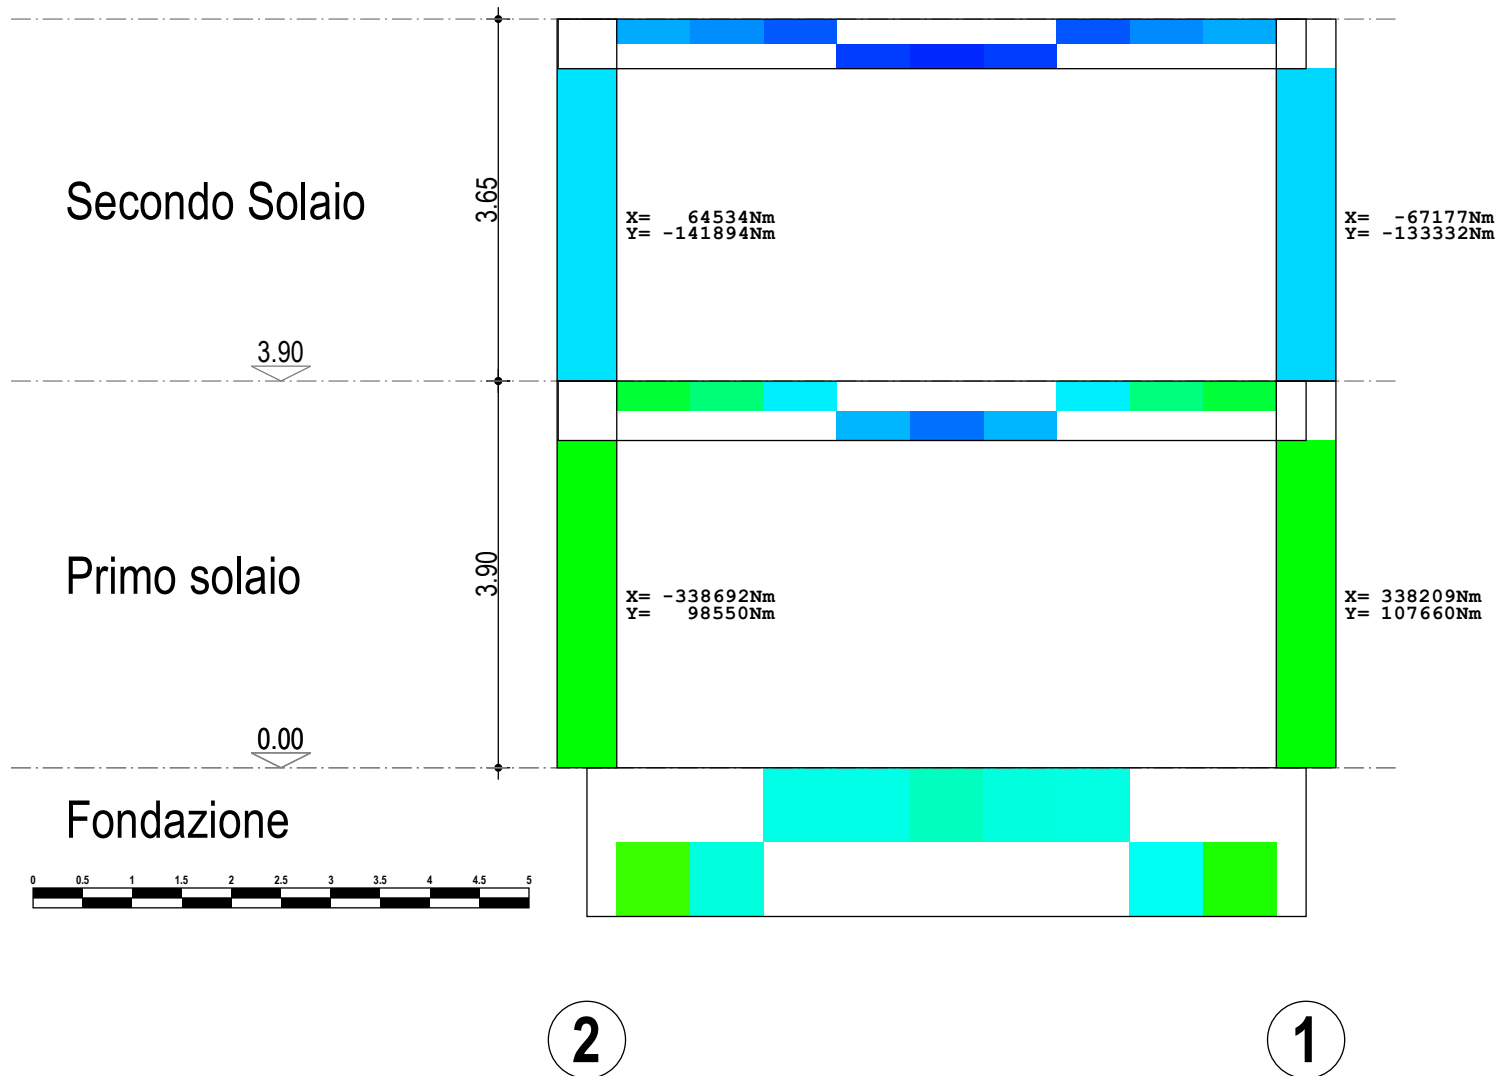 Secondo Solaio
3.65
X=   64534Nm
Y= -141894Nm
X=  -67177Nm
Y= -133332Nm
3.90
Primo solaio
3.90
X= -338692Nm
Y=   98550Nm
X= 338209Nm
Y= 107660Nm
0.00
Fondazione
0 0.5 1 1.5 2 2.5 3 3.5 4 4.5 5
2 1